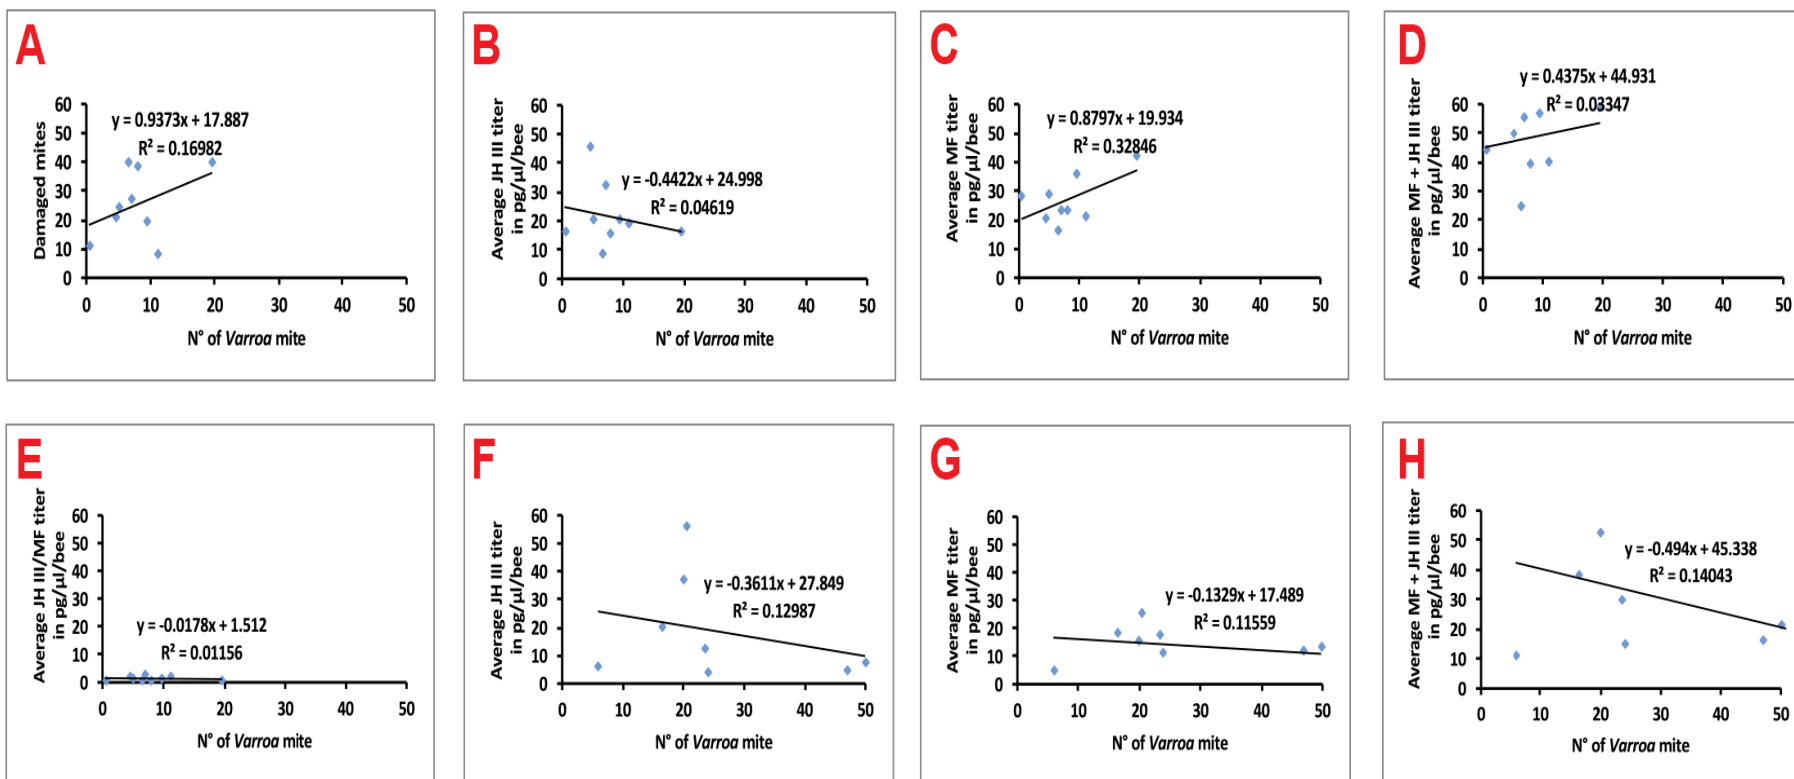 A
Damaged mites
60
50
40
30
20
10
0
y = 0.9373x + 17.887
R² = 0.16982
0 10 20 30 40 50
N° of Varroa mite
B
Average JH III titer
in pg/µl/bee
60
50
40
30
20
10
0
y = -0.4422x + 24.998
R² = 0.04619
0 10 20 30 40 50
N° of Varroa mite
C
Average MF titer
in pg/µl/bee
60
50
40
30
20
10
0
y = 0.8797x + 19.934
R² = 0.32846
0 10 20 30 40 50
N° of Varroa mite
D
Average MF + JH III titer
in pg/µl/bee
60
50
40
30
20
10
0
y = 0.4375x + 44.931
R² = 0.03347
0 10 20 30 40 50
N° of Varroa mite
E
Average JH III/MF titer
in pg/µl/bee
60
50
40
30
20
10
0
y = -0.0178x + 1.512
R² = 0.01156
0 10 20 30 40 50
N° of Varroa mite
F
Average JH III titer
in pg/µl/bee
60
50
40
30
20
10
0
y = -0.3611x + 27.849
R² = 0.12987
0 10 20 30 40 50
N° of Varroa mite
G
Average MF titer
in pg/µl/bee
60
50
40
30
20
10
0
y = -0.1329x + 17.489
R² = 0.11559
0 10 20 30 40 50
N° of Varroa mite
H
Average MF + JH III titer
in pg/µl/bee
60
50
40
30
20
10
0
y = -0.494x + 45.338
R² = 0.14043
0 10 20 30 40 50
N° of Varroa mite